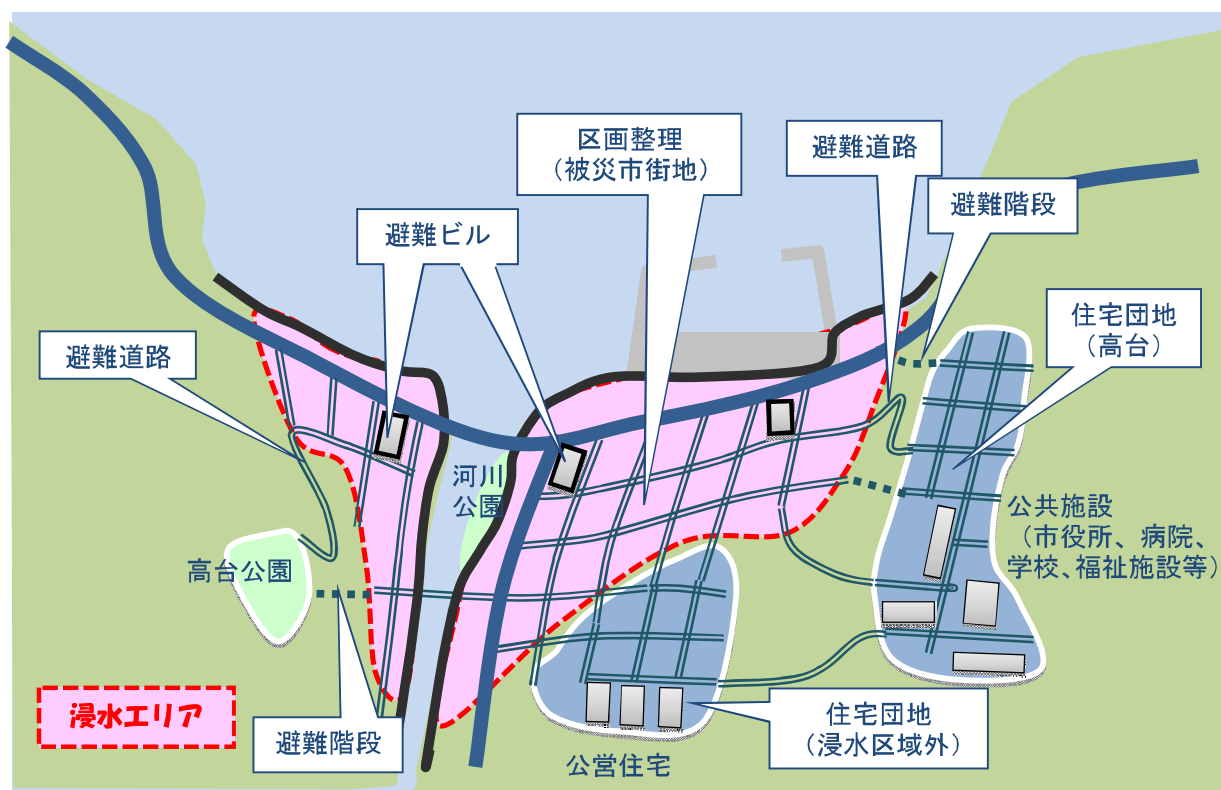 区画整理
（被災市街地）
避難道路
避難階段
避難ビル
住宅団地
（高台）
避難道路
河川
公園
公共施設
（市役所、病院、
学校、福祉施設等）
高台公園
浸水エリア
避難階段
住宅団地
（浸水区域外）
公営住宅